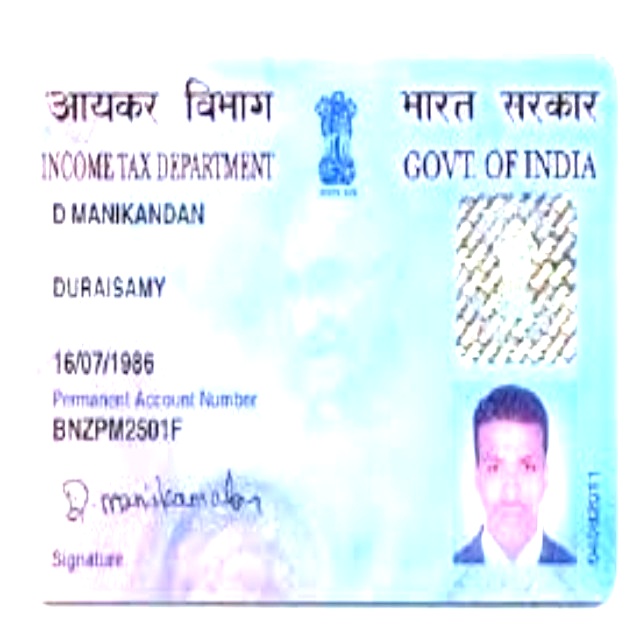 आयकर विभाग
भारत सरकार
INCOME TAX DEPARTMENT
GOVT. OF INDIA
D MANIKANDAN
DURAISAMY
16/07/1986
Permanent Account Number
BNZPM2501F
D. manikandan
Signature